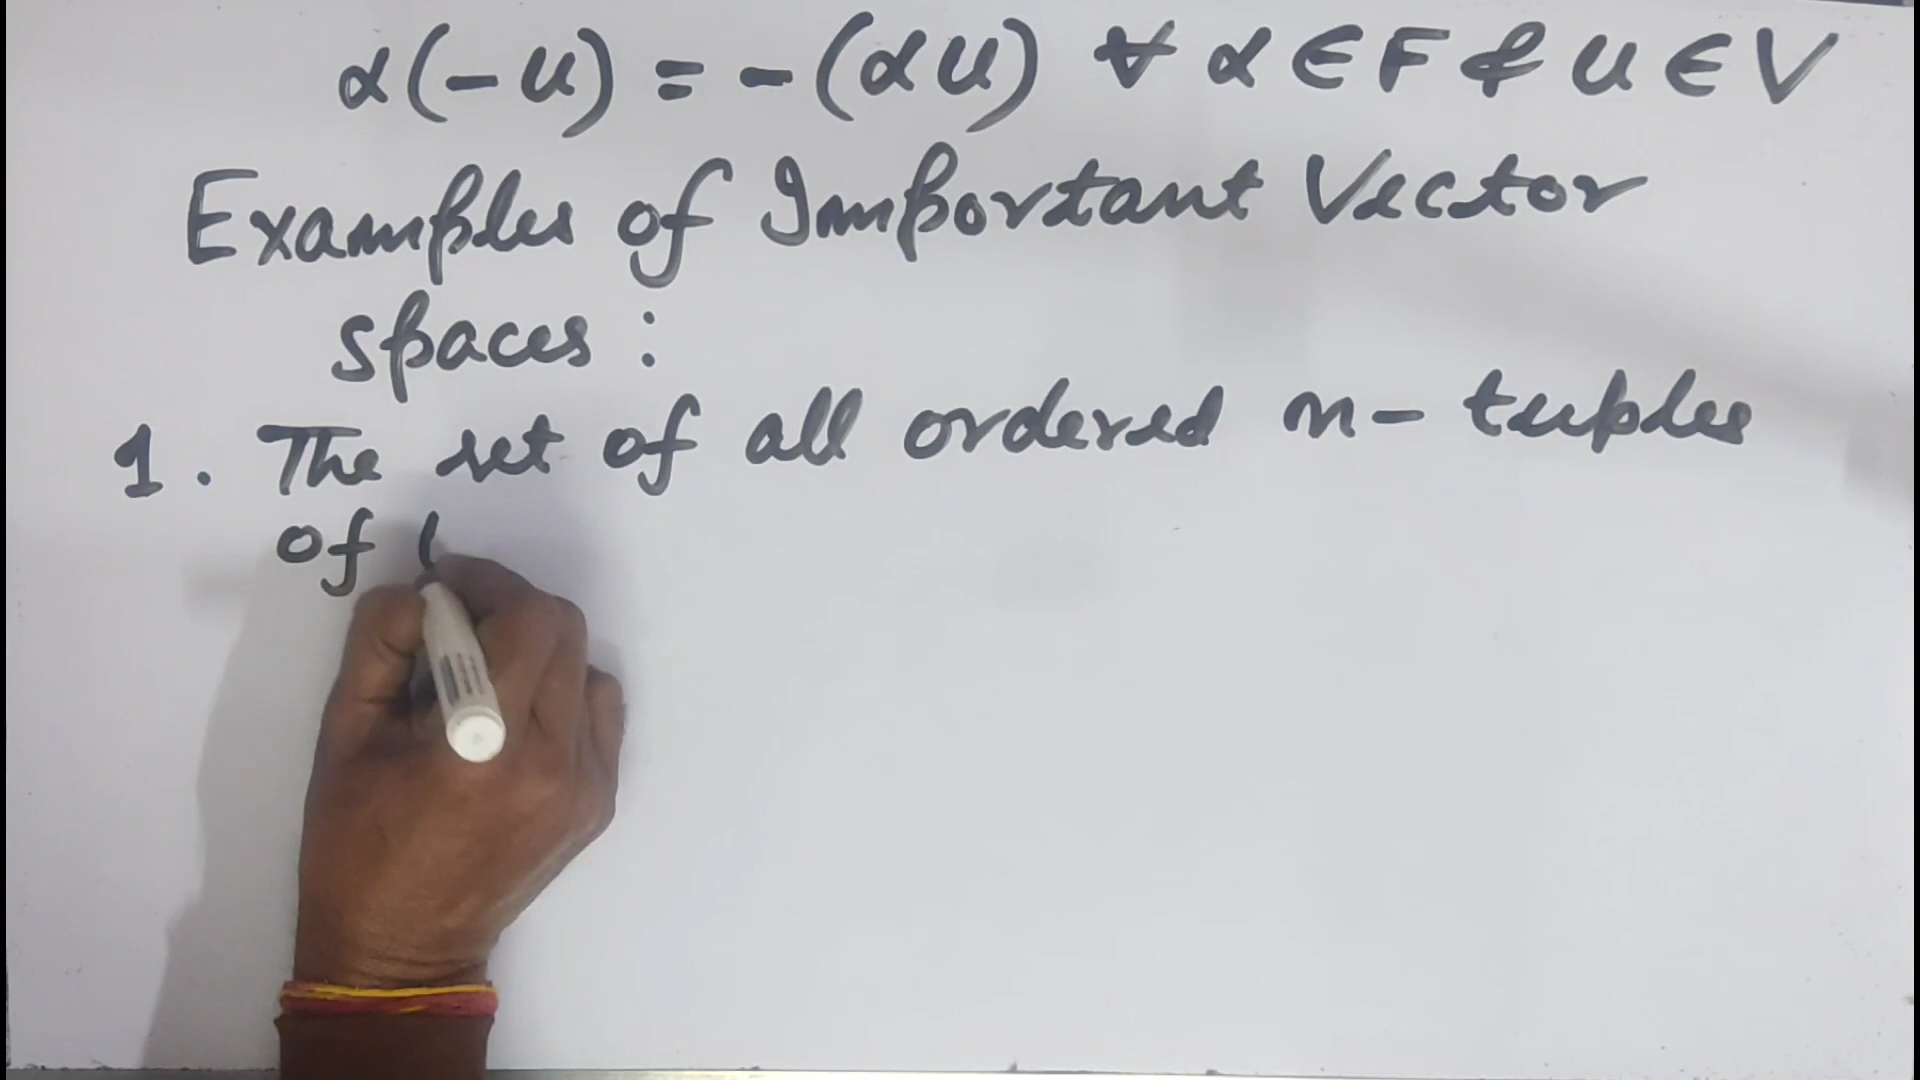 α(-u) = -(αu) ∀ α ∈ F & u ∈ V
Examples of Important Vector
spaces :
1. The set of all ordered n-tuples
of